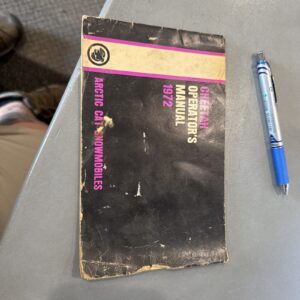 CHEETAH
OPERATOR'S
MANUAL
1972
ARCTIC CAT SNOWMOBILES